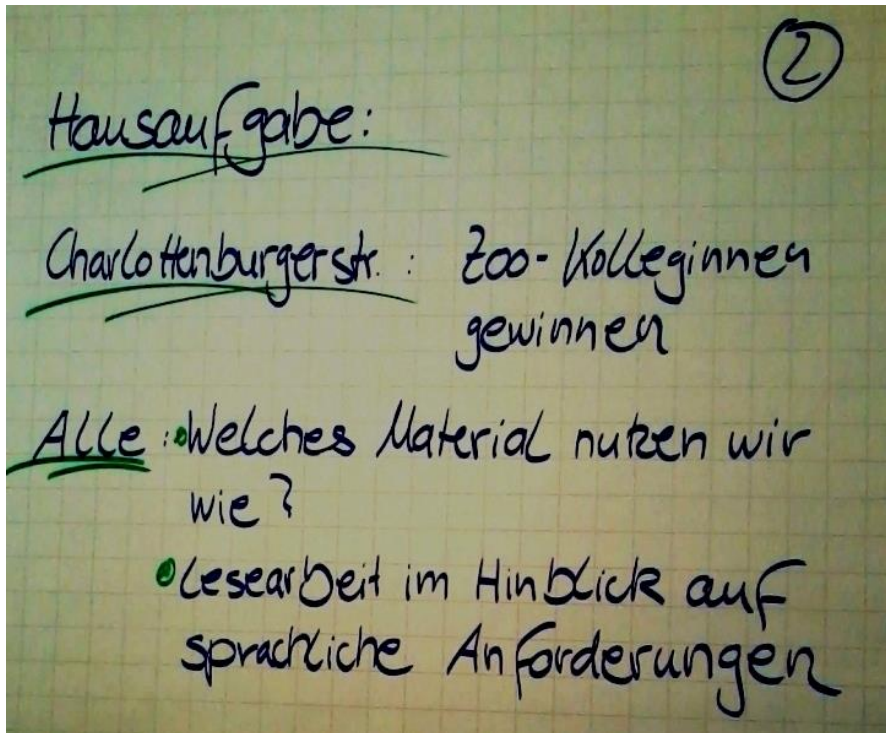 2
Hausaufgabe:
Charlottenburgerstr.: Zoo-Kolleginnen
gewinnen
Alle: • Welches Material nutzen wir
wie?
• Lesearbeit im Hinblick auf
sprachliche Anforderungen